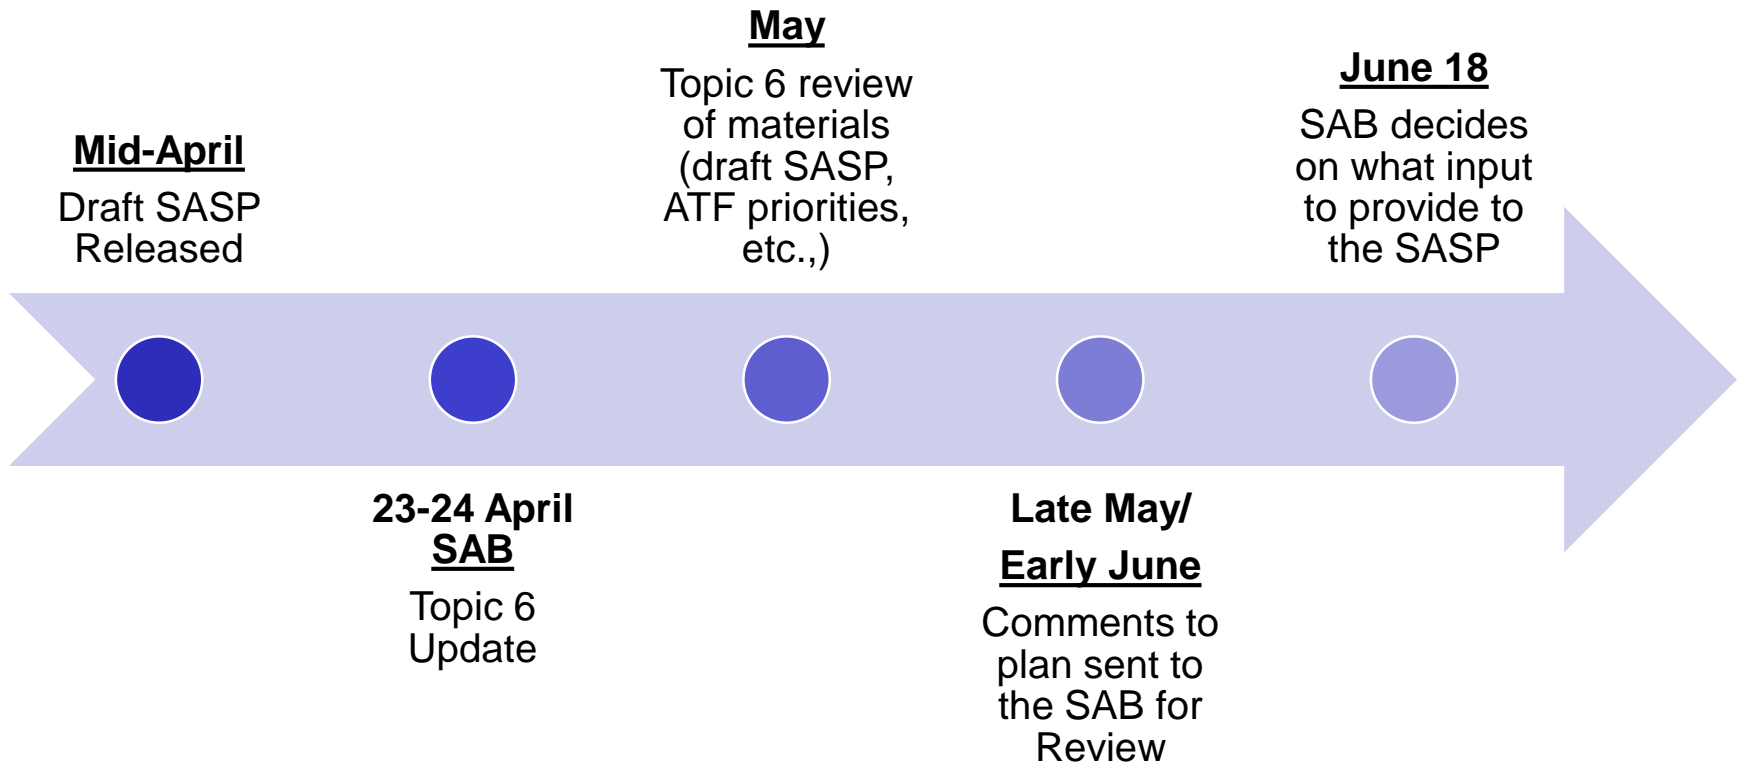 Mid-April
Draft SASP
Released
23-24 April
SAB
Topic 6
Update
May
Topic 6 review
of materials
(draft SASP,
ATF priorities,
etc.,)
Late May/
Early June
Comments to
plan sent to
the SAB for
Review
June 18
SAB decides
on what input
to provide to
the SASP